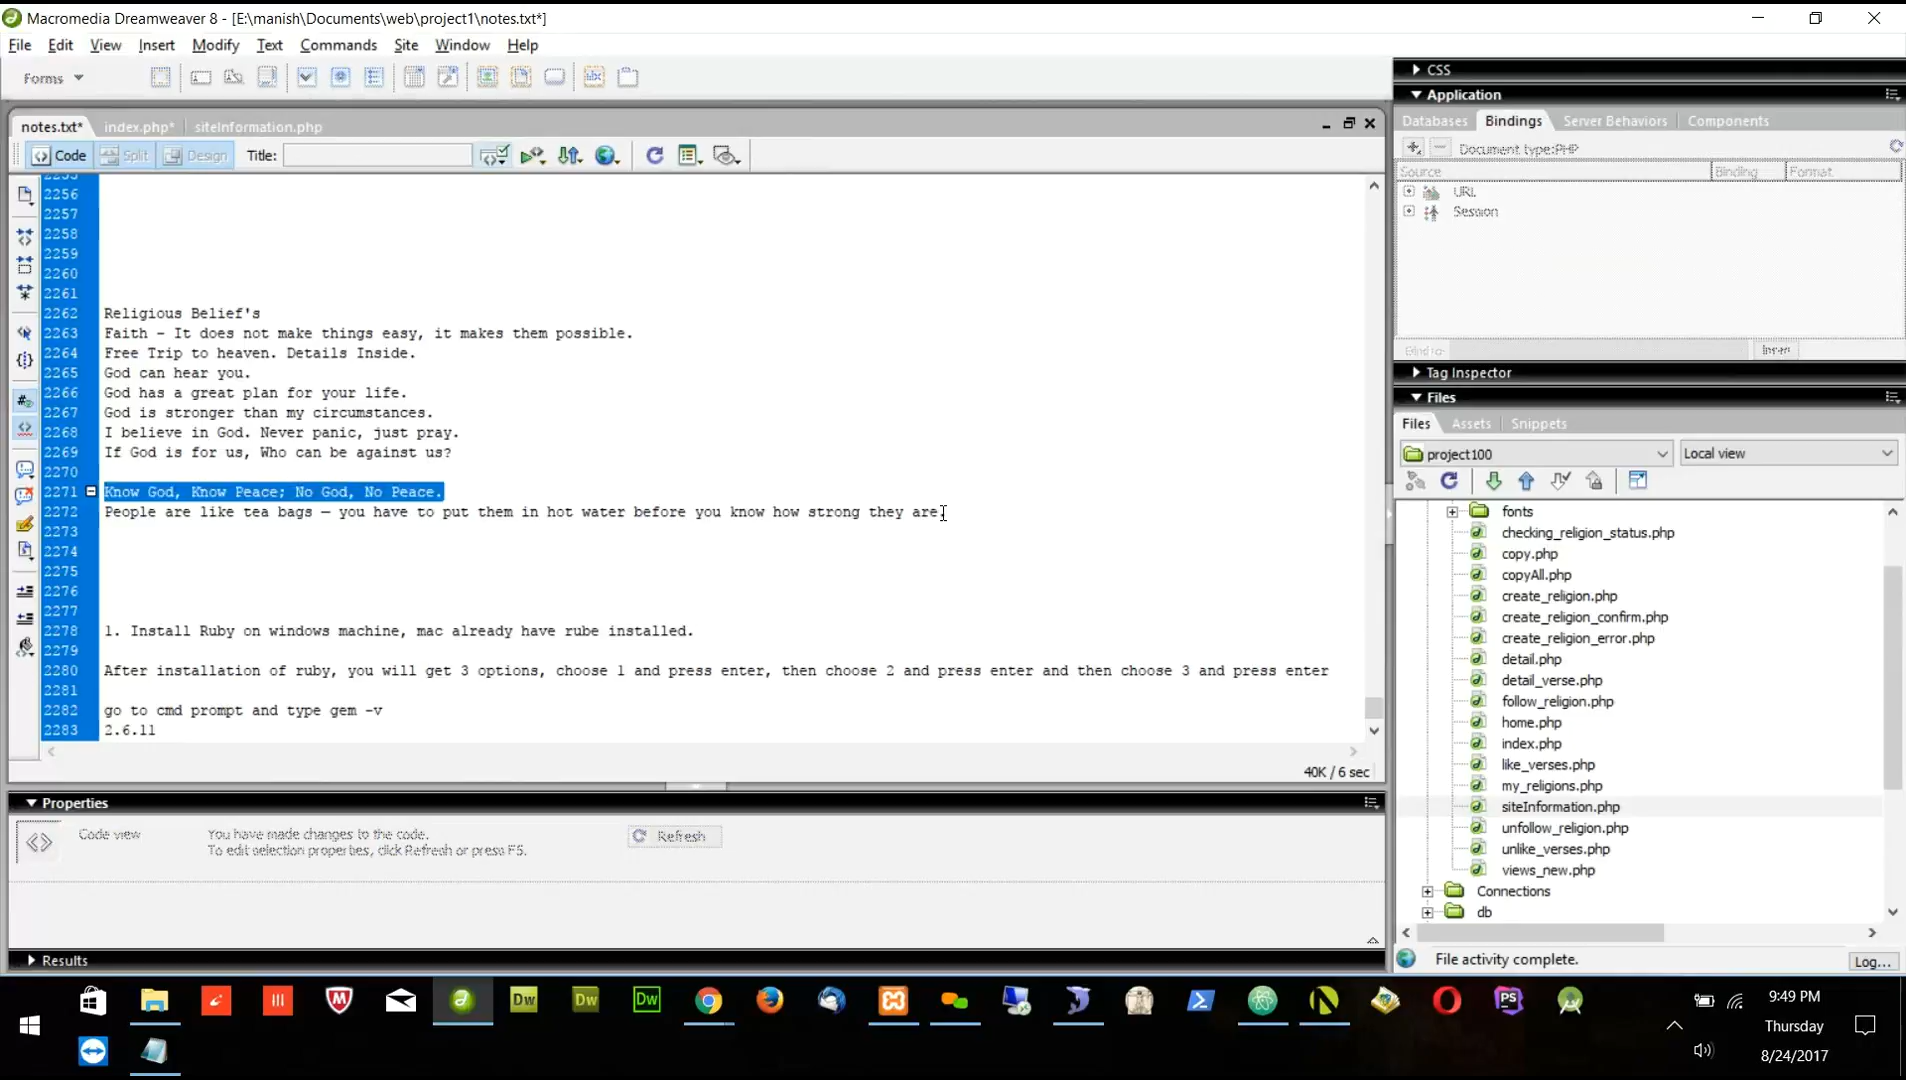 Macromedia Dreamweaver 8 - [E:\manish\Documents\web\project1\notes.txt*]
File Edit View Insert Modify Text Commands Site Window Help
Forms
notes.txt* index.php* siteInformation.php
Code Split Design Title:
2255
2256
2257
2258
2259
2260
2261
2262 Religious Belief's
2263 Faith - It does not make things easy, it makes them possible.
2264 Free Trip to heaven. Details Inside.
2265 God can hear you.
2266 God has a great plan for your life.
2267 God is stronger than my circumstances.
2268 I believe in God. Never panic, just pray.
2269 If God is for us, Who can be against us?
2270
2271 Know God, Know Peace; No God, No Peace.
2272 People are like tea bags – you have to put them in hot water before you know how strong they are.
2273
2274
2275
2276
2277
2278 1. Install Ruby on windows machine, mac already have rube installed.
2279
2280 After installation of ruby, you will get 3 options, choose 1 and press enter, then choose 2 and press enter and then choose 3 and press enter
2281
2282 go to cmd prompt and type gem -v
2283 2.6.11
40K / 6 sec
Properties
Code view You have made changes to the code.
To edit selection properties, click Refresh or press F5.
Refresh
Results
CSS
Application
Databases Bindings Server Behaviors Components
Document type:PHP
Source Binding Format
URL
Session
Bind to: Insert
Tag Inspector
Files
Files Assets Snippets
project100 Local view
fonts
checking_religion_status.php
copy.php
copyAll.php
create_religion.php
create_religion_confirm.php
create_religion_error.php
detail.php
detail_verse.php
follow_religion.php
home.php
index.php
like_verses.php
my_religions.php
siteInformation.php
unfollow_religion.php
unlike_verses.php
views_new.php
Connections
db
File activity complete. Log...
Dw Dw Dw PS
9:49 PM
Thursday
8/24/2017